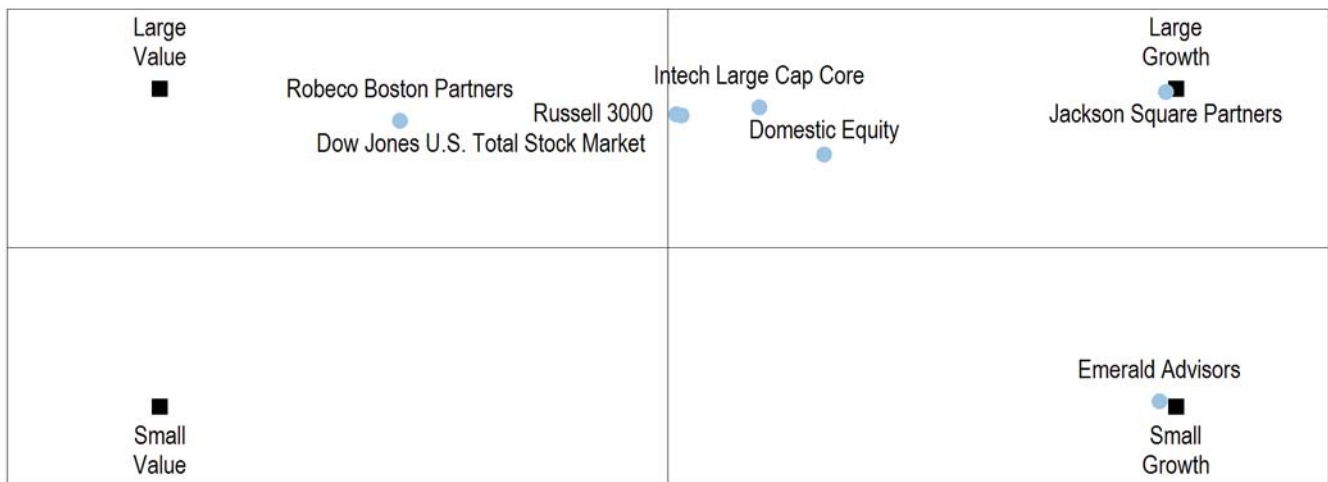 Large
Value
Large
Growth
Intech Large Cap Core
Robeco Boston Partners
Russell 3000
Jackson Square Partners
Domestic Equity
Dow Jones U.S. Total Stock Market
Emerald Advisors
Small
Value
Small
Growth